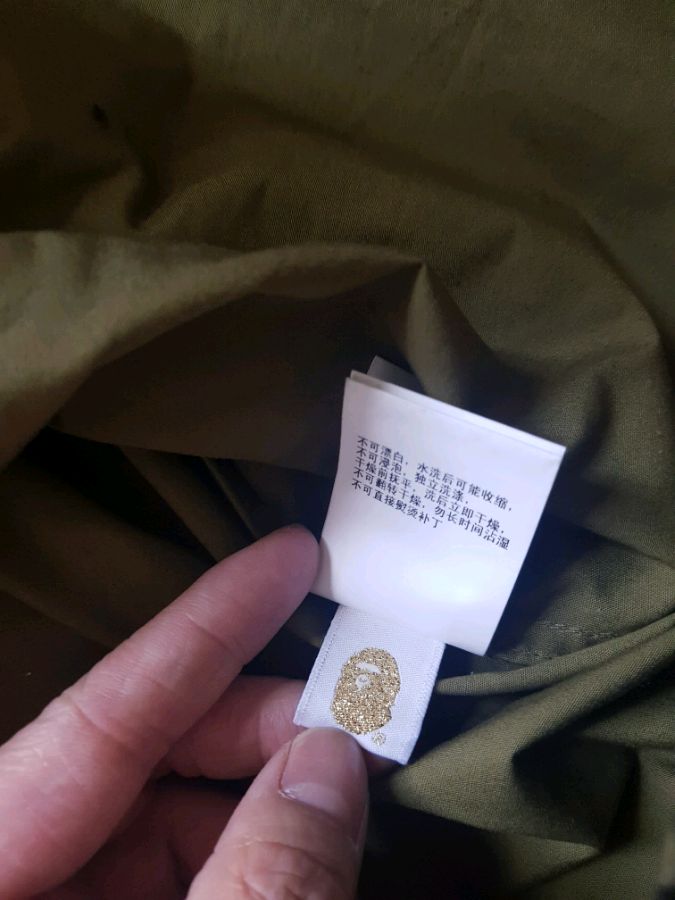 不可漂白，水洗后可能收缩，
不可浸泡，独立洗涤，
干燥前抚平，洗后立即干燥，
不可翻转干燥，勿长时间沾湿
不可直接熨烫补丁
®